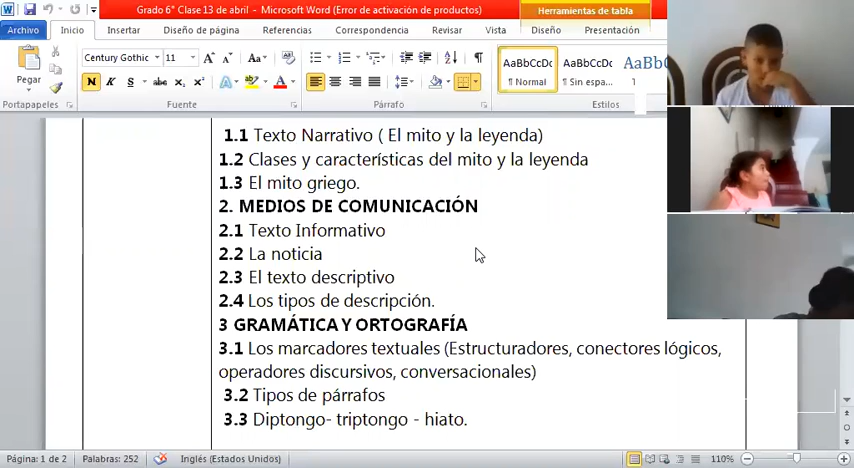 Grado 6° Clase 13 de abril - Microsoft Word (Error de activación de productos)
Herramientas de tabla
Archivo Inicio Insertar Diseño de página Referencias Correspondencia Revisar Vista Diseño Presentación
Century Gothic 11
Pegar
N K S abc x₂ x²
AaBbCcDc AaBbCcDc AaBb
¶ Normal ¶ Sin espa...
Portapapeles Fuente Párrafo Estilos
1.1 Texto Narrativo ( El mito y la leyenda)
1.2 Clases y características del mito y la leyenda
1.3 El mito griego.
2. MEDIOS DE COMUNICACIÓN
2.1 Texto Informativo
2.2 La noticia
2.3 El texto descriptivo
2.4 Los tipos de descripción.
3 GRAMÁTICA Y ORTOGRAFÍA
3.1 Los marcadores textuales (Estructuradores, conectores lógicos,
operadores discursivos, conversacionales)
3.2 Tipos de párrafos
3.3 Diptongo- triptongo - hiato.
Página: 1 de 2 Palabras: 252 Inglés (Estados Unidos) 110%